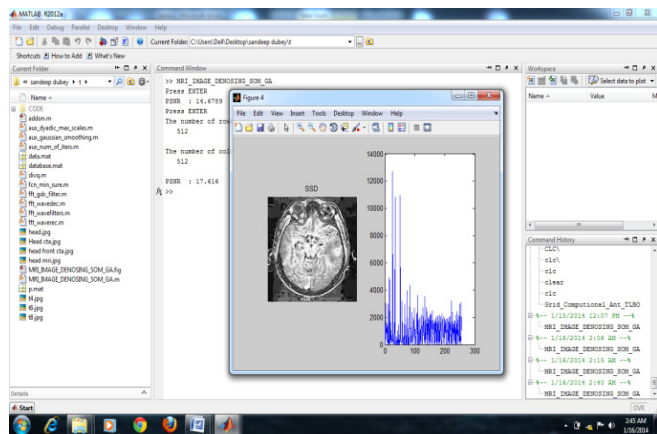 MATLAB R2012a
File Edit Debug Parallel Desktop Window Help
Current Folder: C:\Users\Dell\Desktop\sandeep dubey\t
Shortcuts How to Add What's New
Current Folder
« sandeep dubey ▸ t ▸
Name
CODE
addon.m
aux_dyadic_max_scales.m
aux_gaussian_smoothing.m
aux_num_of_iters.m
data.mat
database.mat
divq.m
fcn_min_sure.m
fft_gdc_filter.m
fft_wavedec.m
fft_wavefilters.m
fft_waverec.m
head.jpg
Head cta.jpg
head front cta.jpg
head mri.jpg
MRI_IMAGE_DENOSING_SOM_GA.fig
MRI_IMAGE_DENOSING_SOM_GA.m
p.mat
t4.jpg
t6.jpg
t8.jpg
Details
Start
Command Window
>> MRI_IMAGE_DENOSING_SOM_GA
Press ENTER
PSNR : 14.6789
Press ENTER
The number of row
512
The number of col
512
PSNR : 17.616
fx >>
Figure 4
File Edit View Insert Tools Desktop Window Help
SSD
14000
12000
10000
8000
6000
4000
2000
0
0 100 200 300
Workspace
Select data to plot
Name Value
Command History
CLC\
clc\
clc
clear
clc
Grid_Computional_Ant_TLBO
%-- 1/15/2014 12:07 PM --%
MRI_IMAGE_DENOSING_SOM_GA
%-- 1/16/2014 2:06 AM --%
MRI_IMAGE_DENOSING_SOM_GA
%-- 1/16/2014 2:15 AM --%
MRI_IMAGE_DENOSING_SOM_GA
%-- 1/16/2014 2:40 AM --%
MRI_IMAGE_DENOSING_SOM_GA
OVR
2:45 AM
1/16/2014